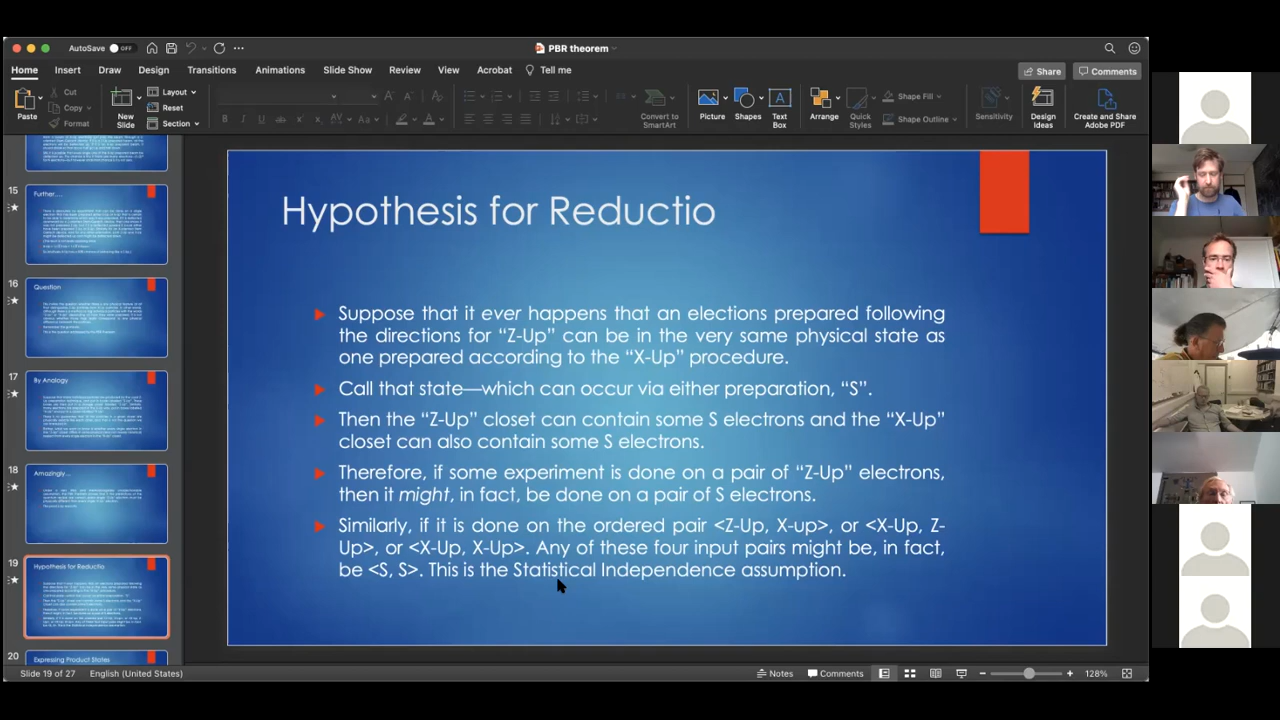 AutoSave OFF
PBR theorem
Home Insert Draw Design Transitions Animations Slide Show Review View Acrobat Tell me
Share Comments
Paste
Cut
Copy
Format
New Slide
Layout
Reset
Section
Convert to SmartArt
Picture
Shapes
Text Box
Arrange
Quick Styles
Shape Fill
Shape Outline
Sensitivity
Design Ideas
Create and Share Adobe PDF
15
Further....
16
Question
17
By Analogy
18
Amazingly...
19
Hypothesis for Reductio
20
Expressing Product States
Hypothesis for Reductio
Suppose that it ever happens that an elections prepared following
the directions for “Z-Up” can be in the very same physical state as
one prepared according to the “X-Up” procedure.
Call that state—which can occur via either preparation, “S”.
Then the “Z-Up” closet can contain some S electrons and the “X-Up”
closet can also contain some S electrons.
Therefore, if some experiment is done on a pair of “Z-Up” electrons,
then it might, in fact, be done on a pair of S electrons.
Similarly, if it is done on the ordered pair <Z-Up, X-up>, or <X-Up, Z-
Up>, or <X-Up, X-Up>. Any of these four input pairs might be, in fact,
be <S, S>. This is the Statistical Independence assumption.
Slide 19 of 27 English (United States)
Notes Comments 128%